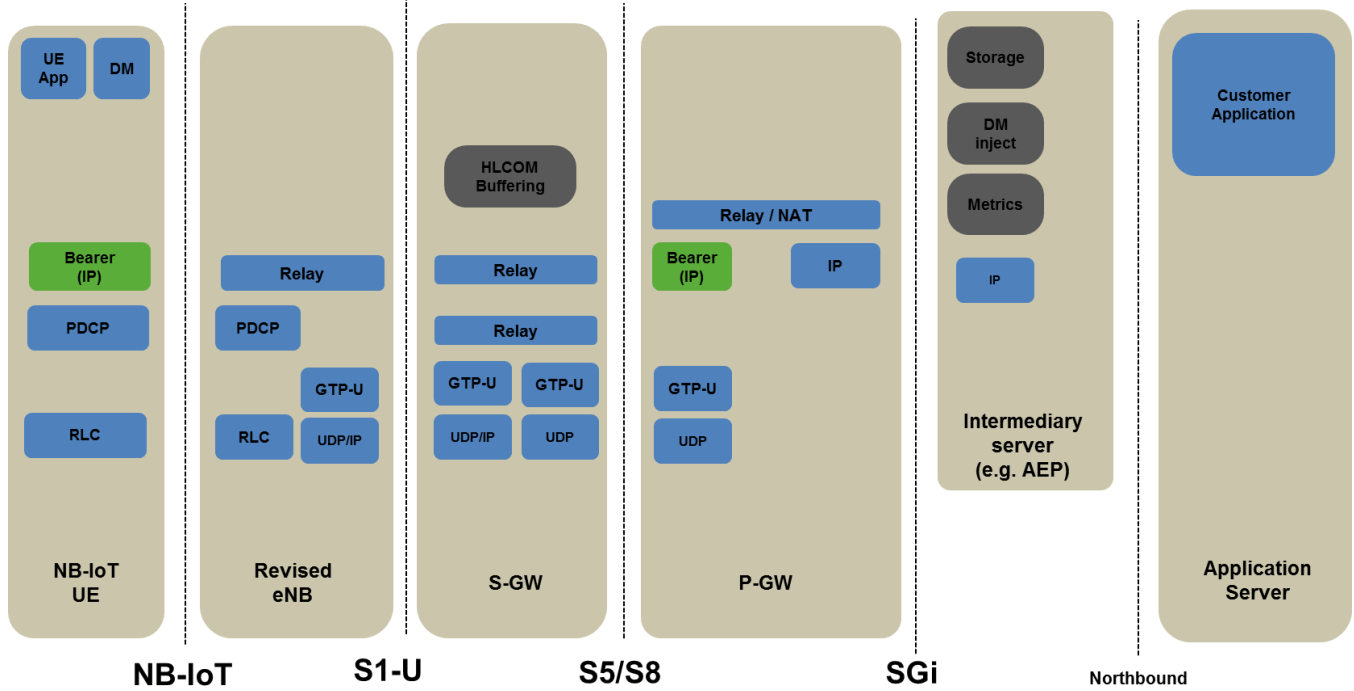 UE
App
DM
Bearer
(IP)
PDCP
RLC
NB-IoT
UE
Relay
PDCP
GTP-U
RLC
UDP/IP
Revised
eNB
HLCOM
Buffering
Relay
Relay
GTP-U
GTP-U
UDP/IP
UDP
S-GW
Relay / NAT
Bearer
(IP)
IP
GTP-U
UDP
P-GW
Storage
DM
inject
Metrics
IP
Intermediary
server
(e.g. AEP)
Customer
Application
Application
Server
NB-IoT
S1-U
S5/S8
SGi
Northbound